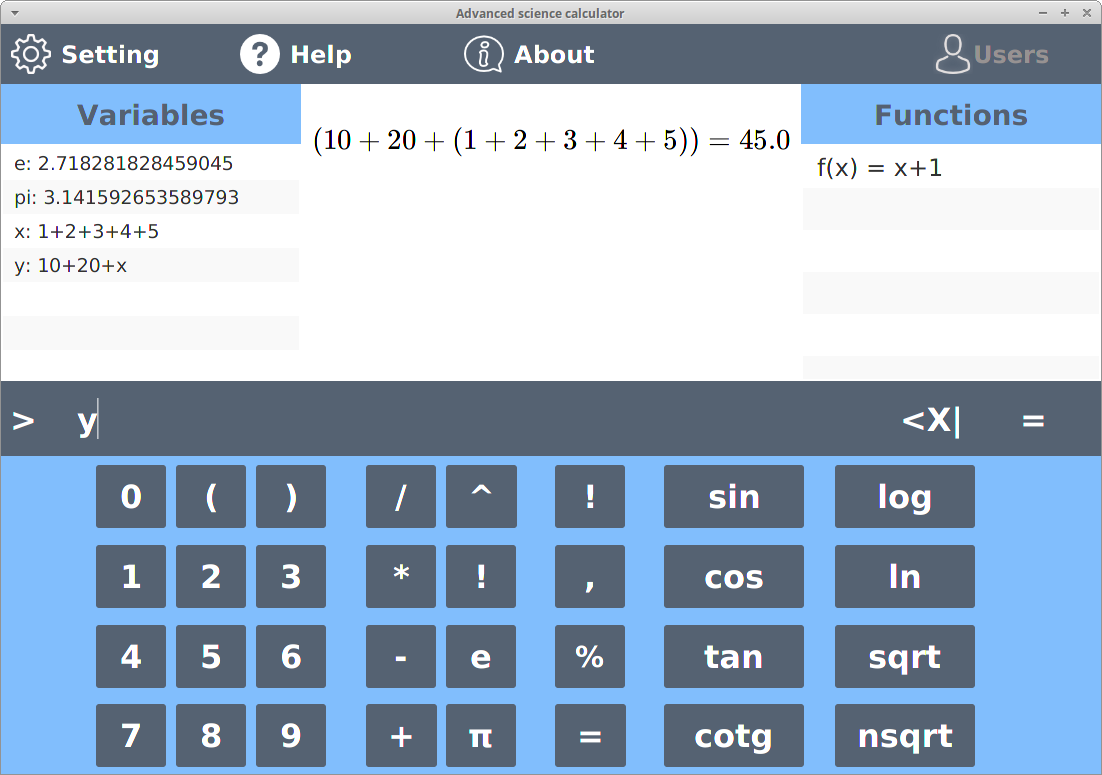 Advanced science calculator
Setting Help About Users
Variables
e: 2.718281828459045
pi: 3.141592653589793
x: 1+2+3+4+5
y: 10+20+x
(10 + 20 + (1 + 2 + 3 + 4 + 5)) = 45.0
Functions
f(x) = x+1
> y <X| =
0 ( ) / ^ ! sin log
1 2 3 * ! , cos ln
4 5 6 - e % tan sqrt
7 8 9 + π = cotg nsqrt